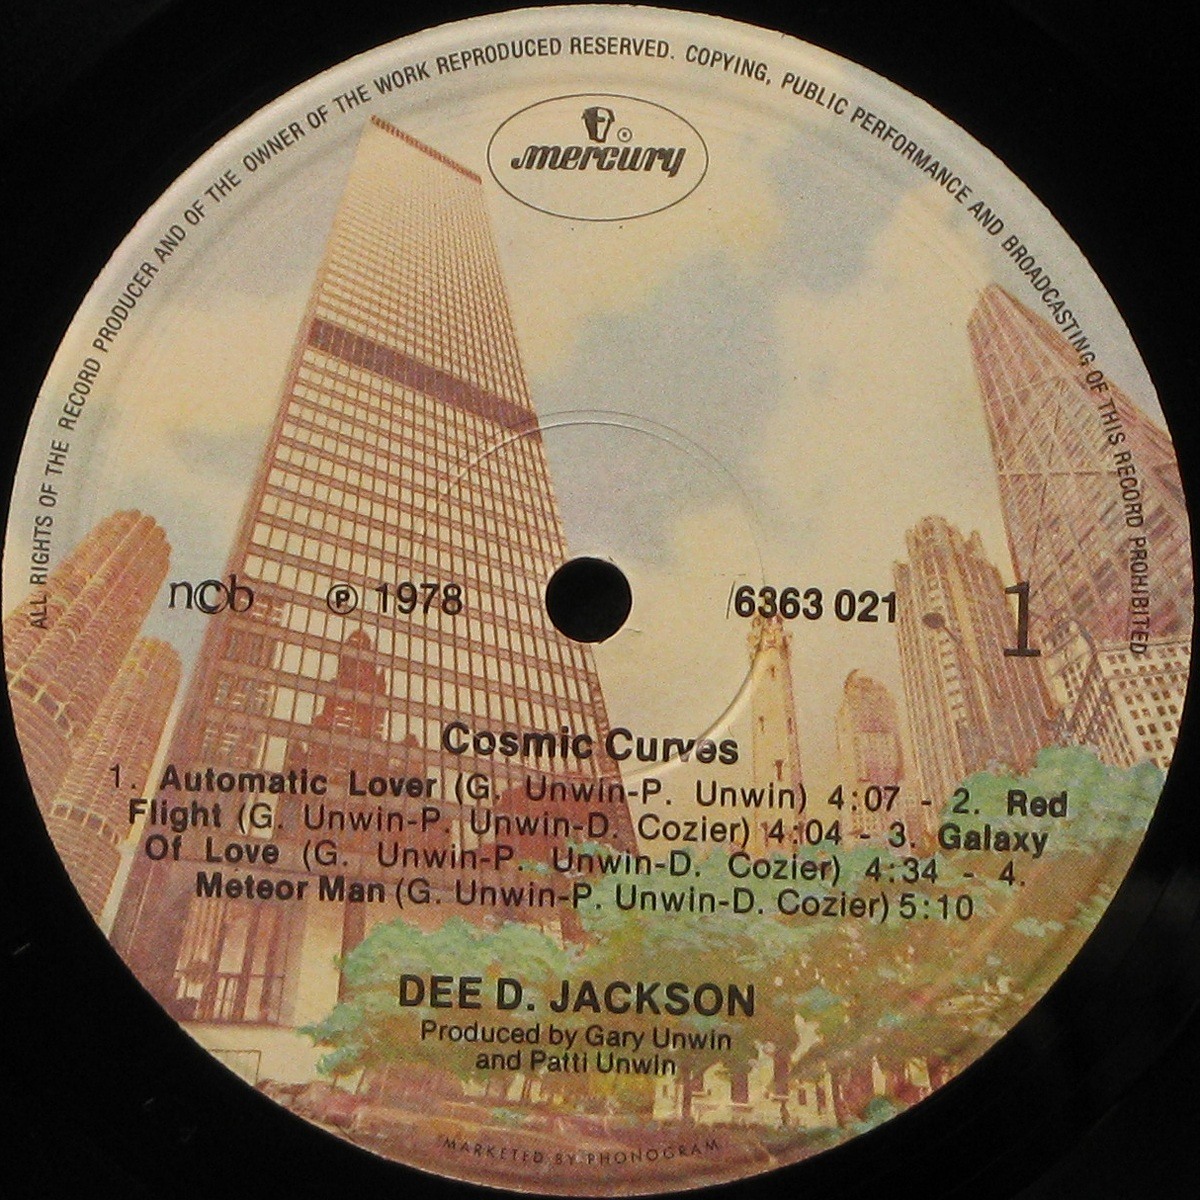 ALL RIGHTS OF THE RECORD PRODUCER AND OF THE OWNER OF THE WORK REPRODUCED RESERVED. COPYING, PUBLIC PERFORMANCE AND BROADCASTING OF THIS RECORD PROHIBITED
mercury ®
ncb ℗ 1978 6363 021 1
Cosmic Curves
1. Automatic Lover (G. Unwin-P. Unwin) 4:07 - 2. Red
Flight (G. Unwin-P. Unwin-D. Cozier) 4:04 - 3. Galaxy
Of Love (G. Unwin-P. Unwin-D. Cozier) 4:34 - 4.
Meteor Man (G. Unwin-P. Unwin-D. Cozier) 5:10
DEE D. JACKSON
Produced by Gary Unwin
and Patti Unwin
MARKETED BY PHONOGRAM